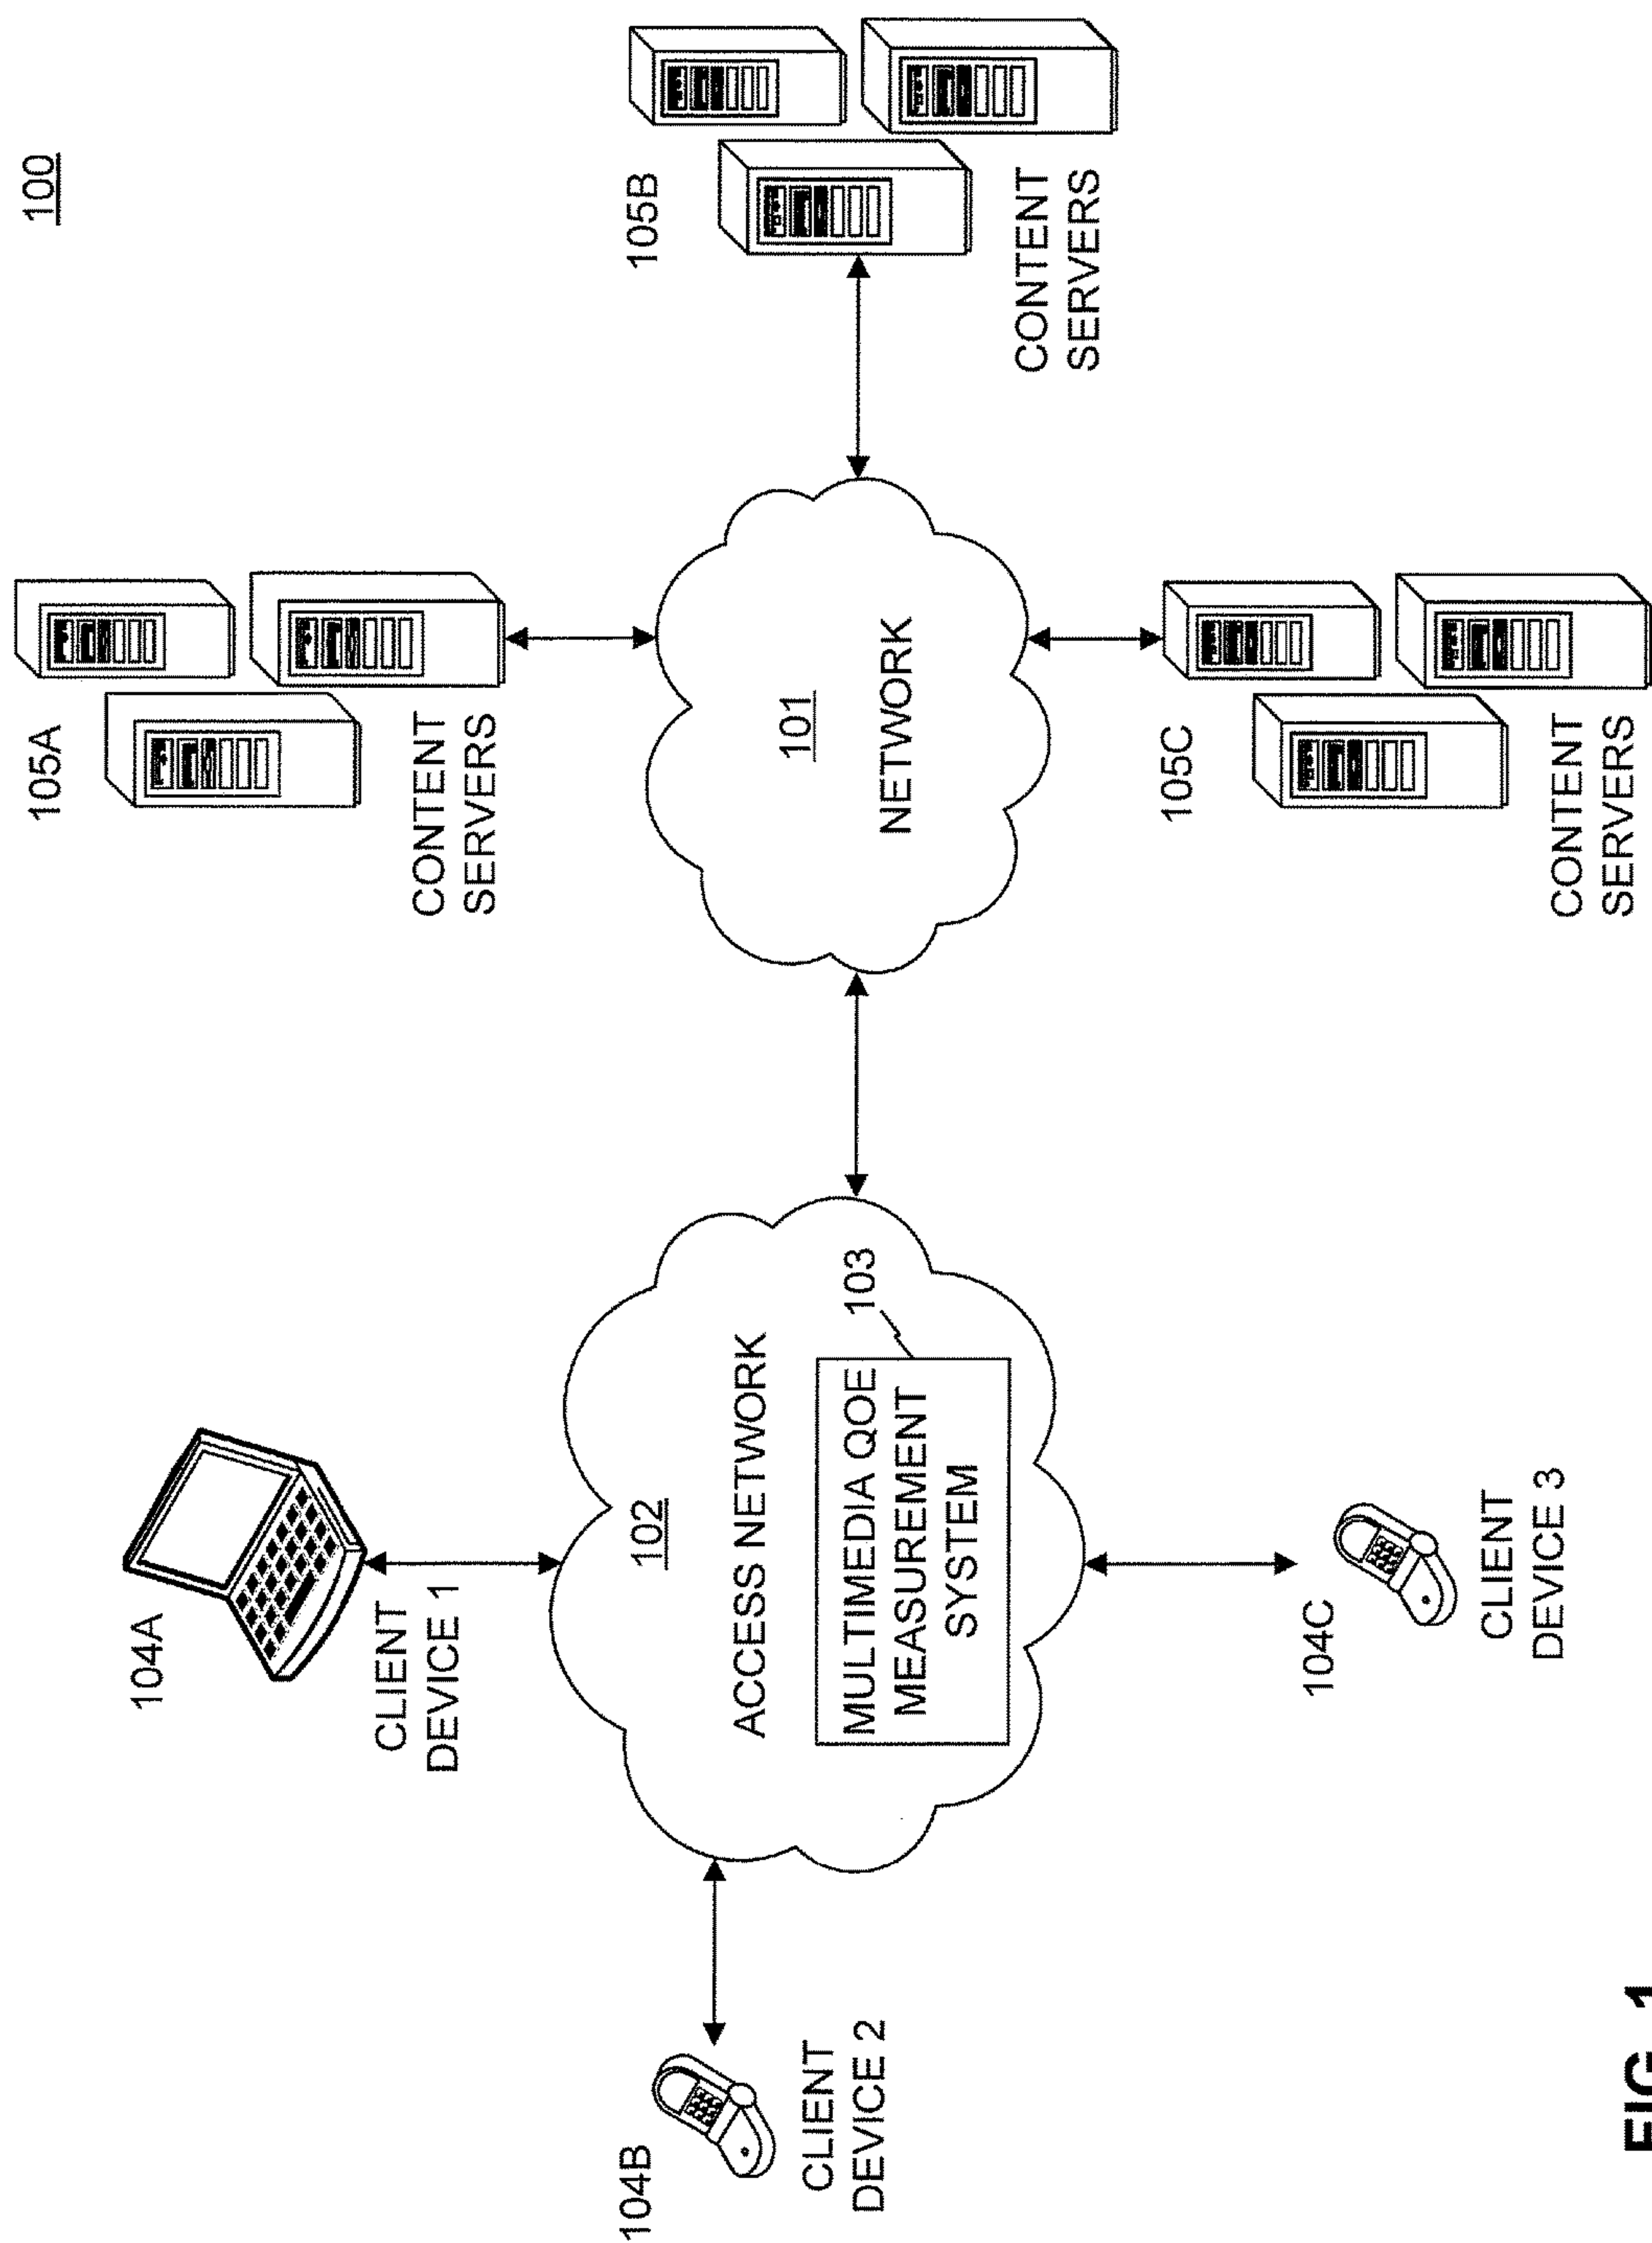 100
104A
CLIENT
DEVICE 1
105A
CONTENT
SERVERS
104B
CLIENT
DEVICE 2
102
ACCESS NETWORK
103
MULTIMEDIA QOE
MEASUREMENT
SYSTEM
101
NETWORK
105B
CONTENT
SERVERS
104C
CLIENT
DEVICE 3
105C
CONTENT
SERVERS
FIG. 1